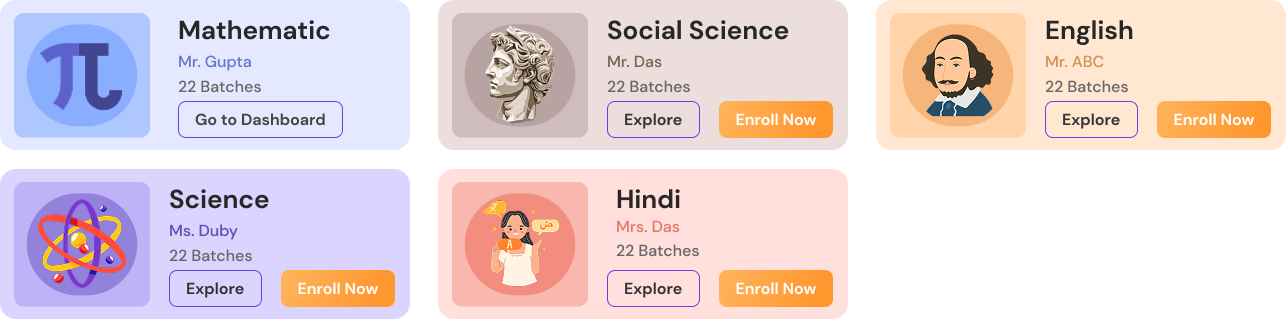 Mathematic
Mr. Gupta
22 Batches
Go to Dashboard
Social Science
Mr. Das
22 Batches
Explore
Enroll Now
English
Mr. ABC
22 Batches
Explore
Enroll Now
Science
Ms. Duby
22 Batches
Explore
Enroll Now
Hindi
Mrs. Das
22 Batches
Explore
Enroll Now
A
ض